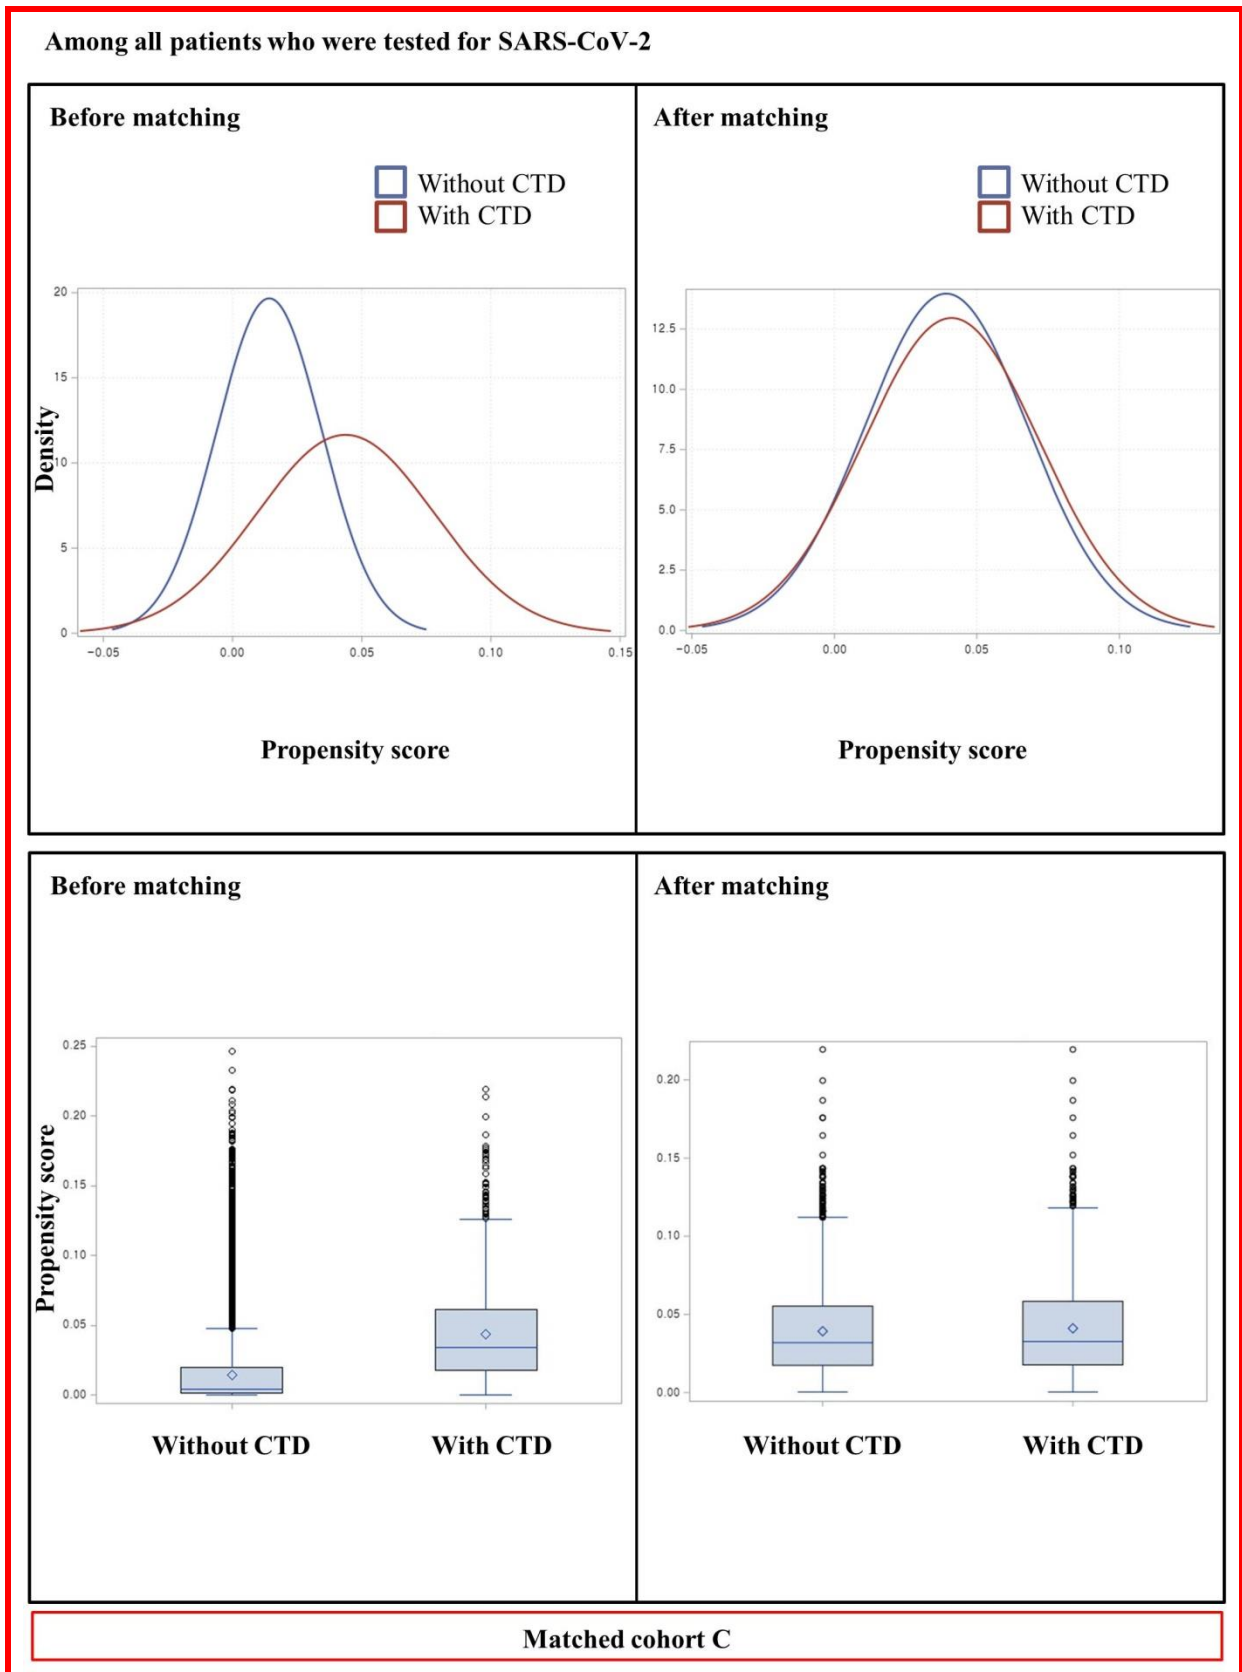 Among all patients who were tested for SARS-CoV-2
Before matching
Without CTD
With CTD
Density
20
15
10
5
0
−0.05 0.00 0.05 0.10 0.15
Propensity score
After matching
Without CTD
With CTD
12.5
10.0
7.5
5.0
2.5
0.0
−0.05 0.00 0.05 0.10
Propensity score
Before matching
Propensity score
0.25
0.20
0.15
0.10
0.05
0.00
Without CTD With CTD
After matching
0.20
0.15
0.10
0.05
0.00
Without CTD With CTD
Matched cohort C